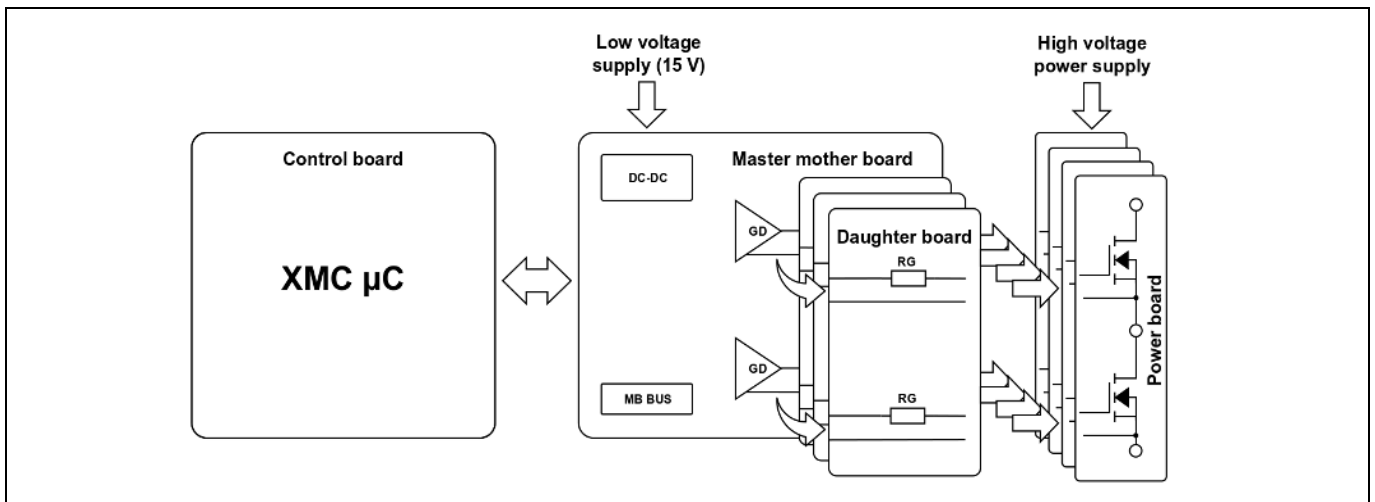 Low voltage
supply (15 V)
High voltage
power supply
Control board
XMC µC
Master mother board
DC-DC
GD
Daughter board
RG
GD
MB BUS
RG
Power board